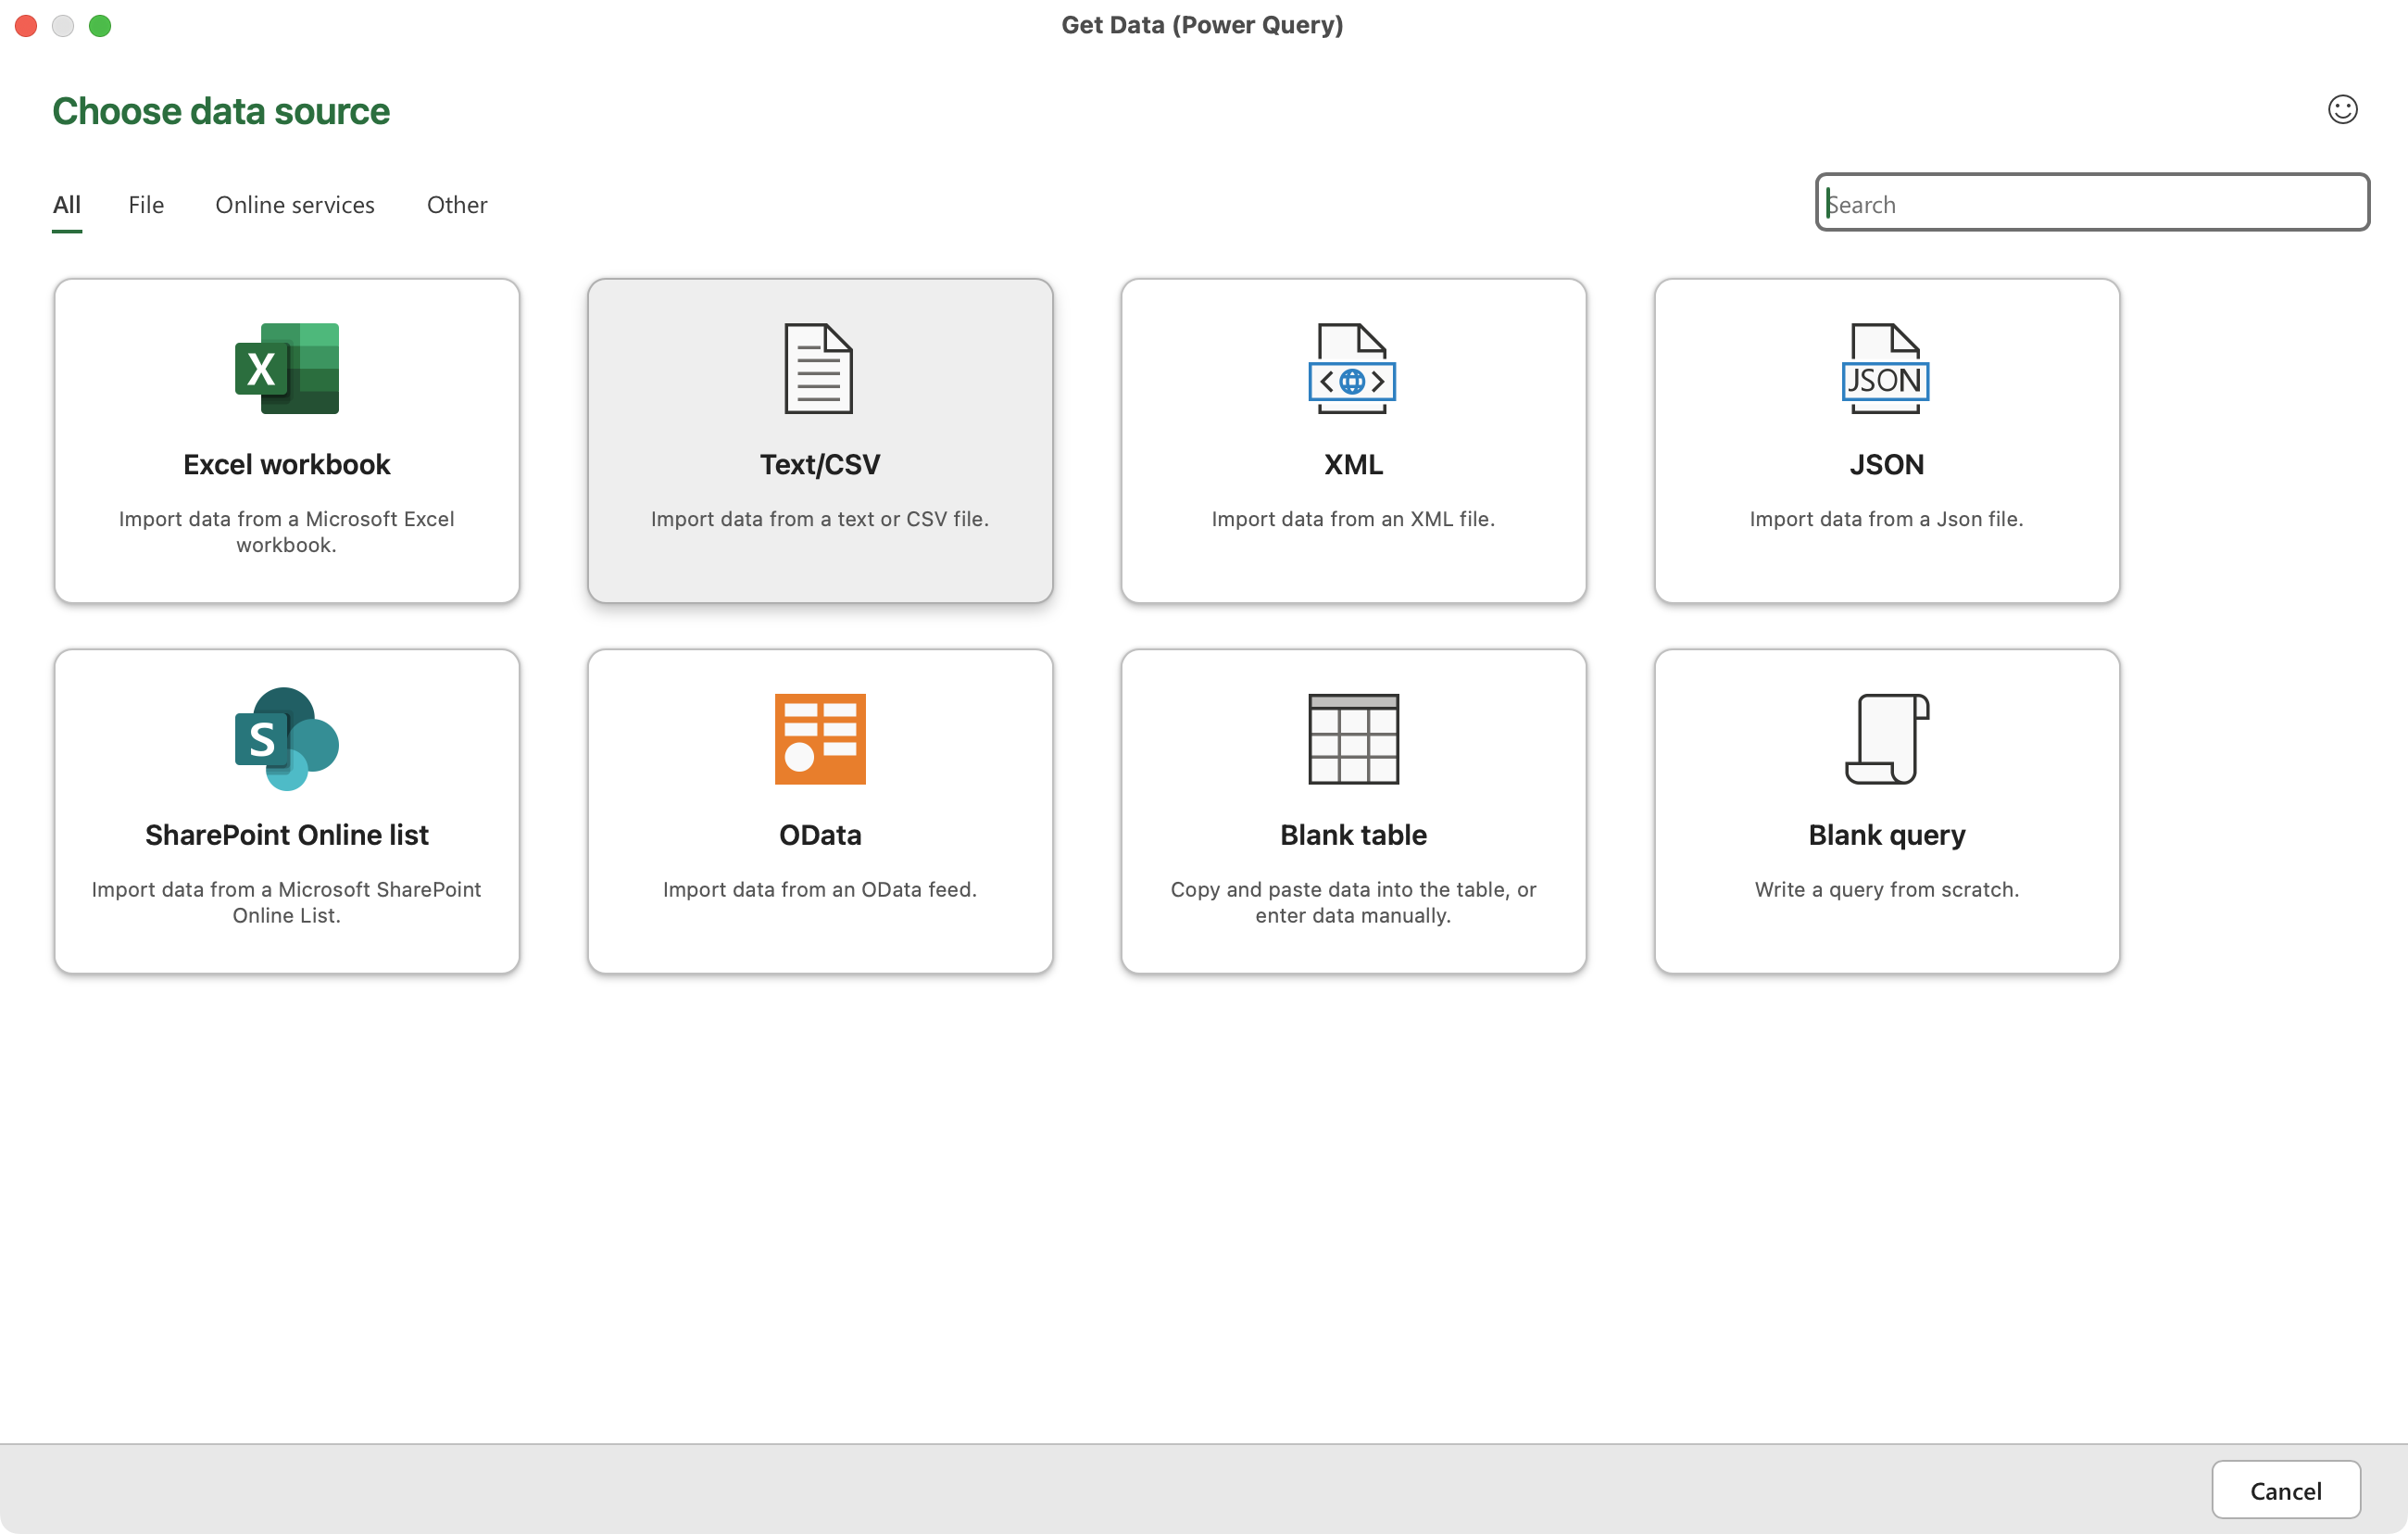 Get Data (Power Query)
Choose data source
All File Online services Other
Search
X
Excel workbook
Import data from a Microsoft Excel
workbook.
Text/CSV
Import data from a text or CSV file.
XML
Import data from an XML file.
JSON
JSON
Import data from a Json file.
S
SharePoint Online list
Import data from a Microsoft SharePoint
Online List.
OData
Import data from an OData feed.
Blank table
Copy and paste data into the table, or
enter data manually.
Blank query
Write a query from scratch.
Cancel